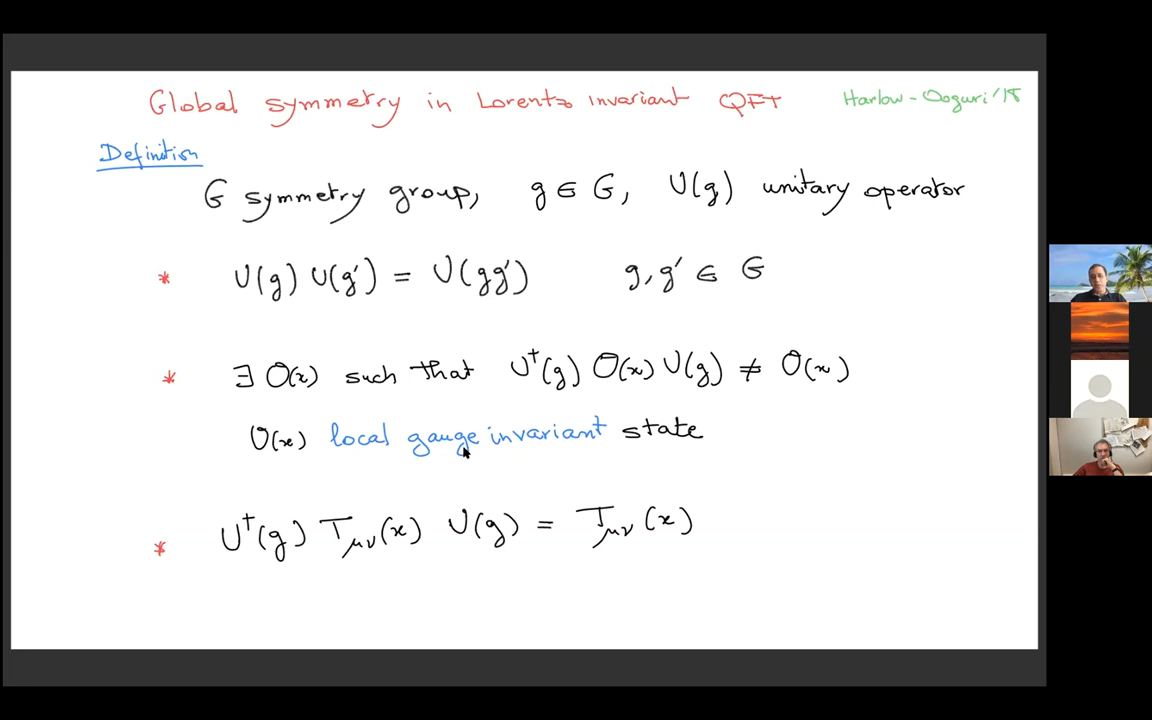 Global symmetry in Lorentz invariant QFT Harlow-Ooguri '18
Definition
G symmetry group, g ∈ G, U(g) unitary operator
* U(g) U(g') = U(gg') g, g' ∈ G
* ∃ O(x) such that U†(g) O(x) U(g) ≠ O(x)
O(x) local gauge invariant state
* U†(g) Tμν(x) U(g) = Tμν(x)